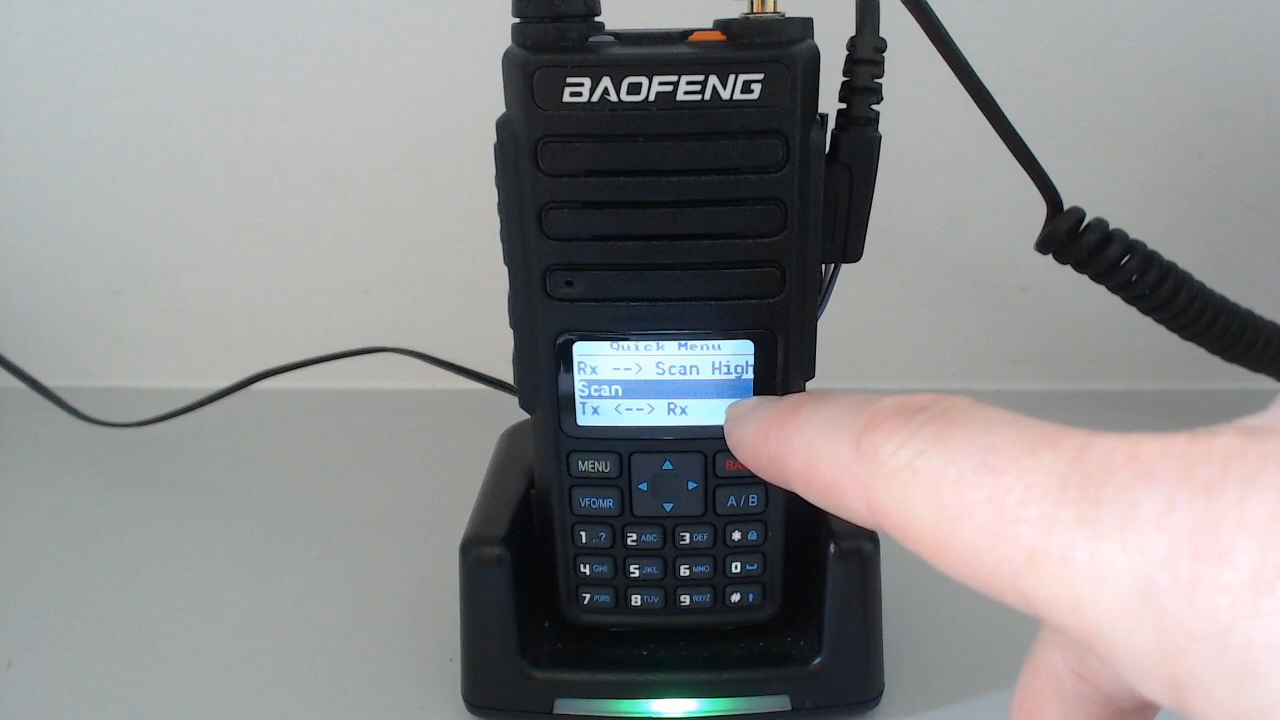 BAOFENG
Quick Menu
Rx --> Scan High
Scan
Tx <--> Rx
MENU
VFO/MR
A / B
1 ,.? 2 ABC 3 DEF *
4 GHI 5 JKL 6 MNO 0
7 PQRS 8 TUV 9 WXYZ #